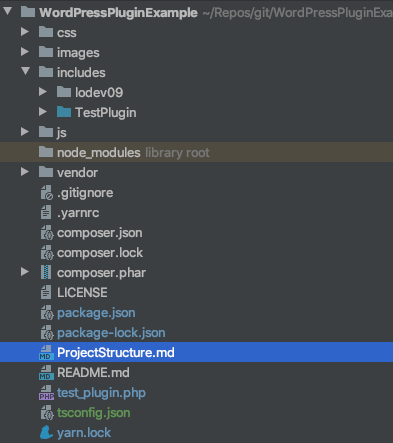 WordPressPluginExample ~/Repos/git/WordPressPluginExa
css
images
includes
lodev09
TestPlugin
js
node_modules library root
vendor
.gitignore
.yarnrc
composer.json
composer.lock
composer.phar
LICENSE
package.json
package-lock.json
ProjectStructure.md
README.md
test_plugin.php
tsconfig.json
yarn.lock